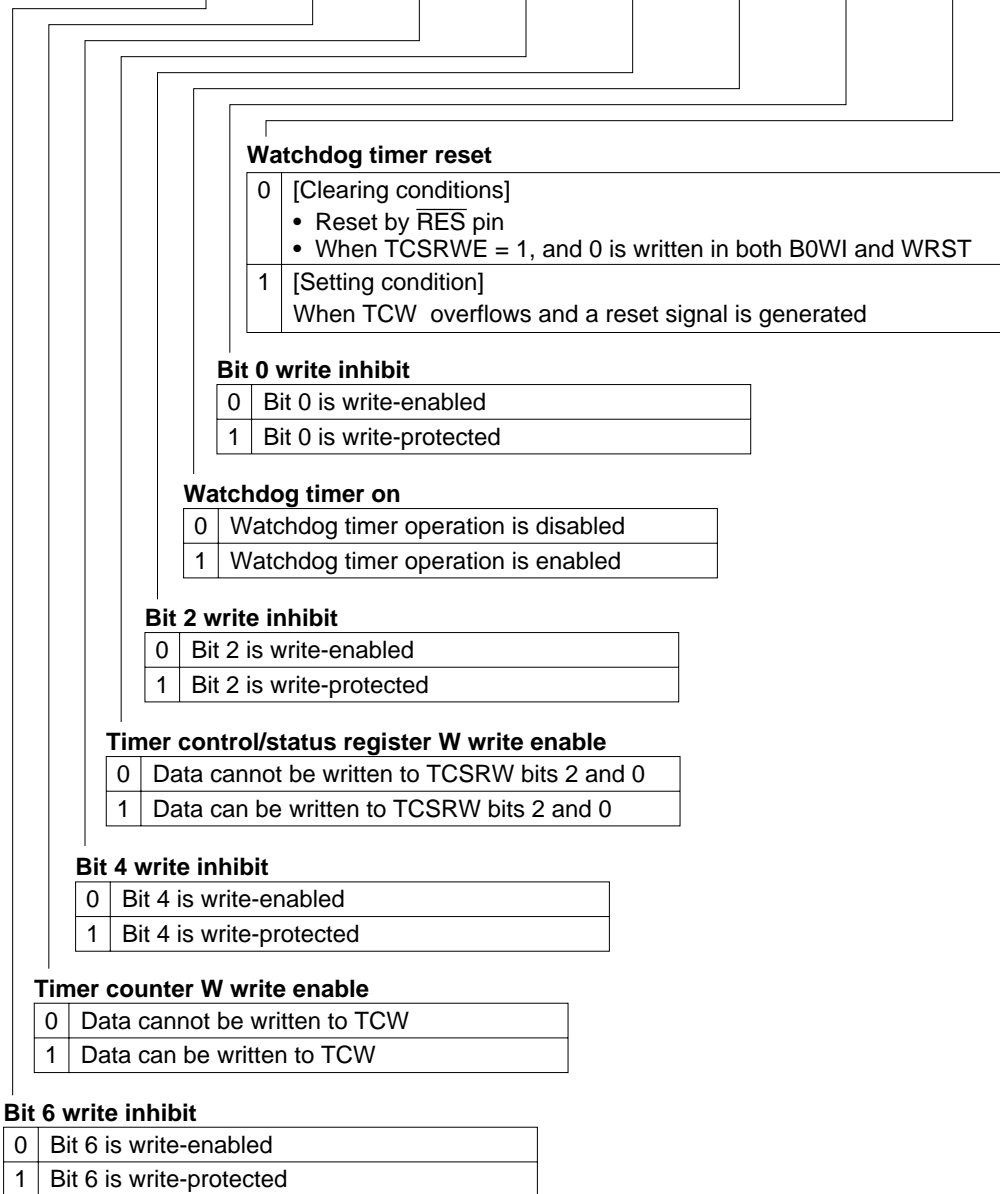 Watchdog timer reset
0 [Clearing conditions]
• Reset by R̅E̅S̅ pin
• When TCSRWE = 1, and 0 is written in both B0WI and WRST
1 [Setting condition]
When TCW overflows and a reset signal is generated
Bit 0 write inhibit
0 Bit 0 is write-enabled
1 Bit 0 is write-protected
Watchdog timer on
0 Watchdog timer operation is disabled
1 Watchdog timer operation is enabled
Bit 2 write inhibit
0 Bit 2 is write-enabled
1 Bit 2 is write-protected
Timer control/status register W write enable
0 Data cannot be written to TCSRW bits 2 and 0
1 Data can be written to TCSRW bits 2 and 0
Bit 4 write inhibit
0 Bit 4 is write-enabled
1 Bit 4 is write-protected
Timer counter W write enable
0 Data cannot be written to TCW
1 Data can be written to TCW
Bit 6 write inhibit
0 Bit 6 is write-enabled
1 Bit 6 is write-protected